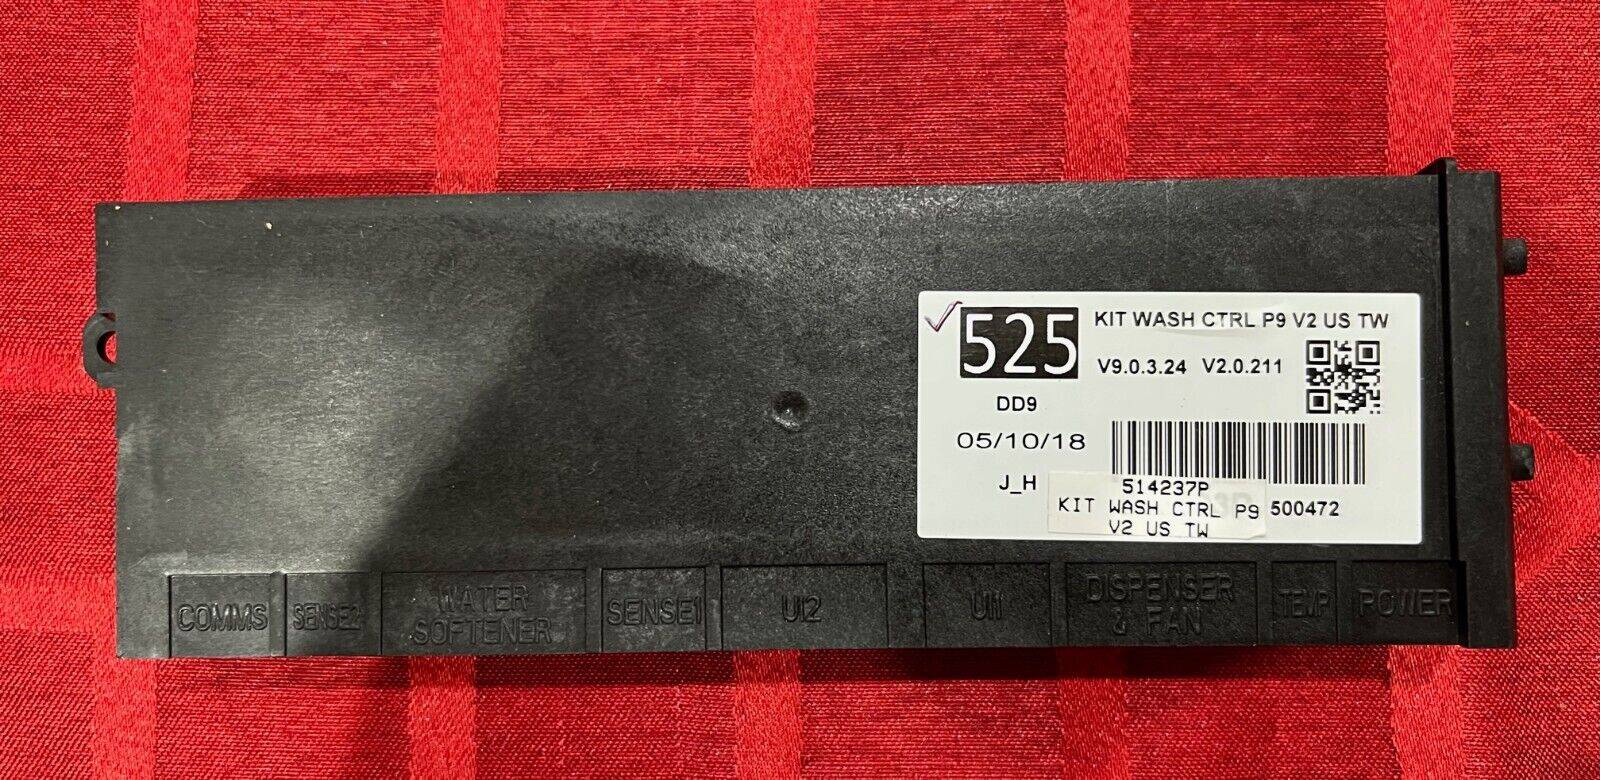 525
KIT WASH CTRL P9 V2 US TW
V9.0.3.24 V2.0.211
DD9
05/10/18
J_H
514237P
KIT WASH CTRL P9
V2 US TW
500472
COMMS
SENSE2
WATER
SOFTENER
SENSE1
UI2
UI1
DISPENSER
& FAN
TEMP
POWER